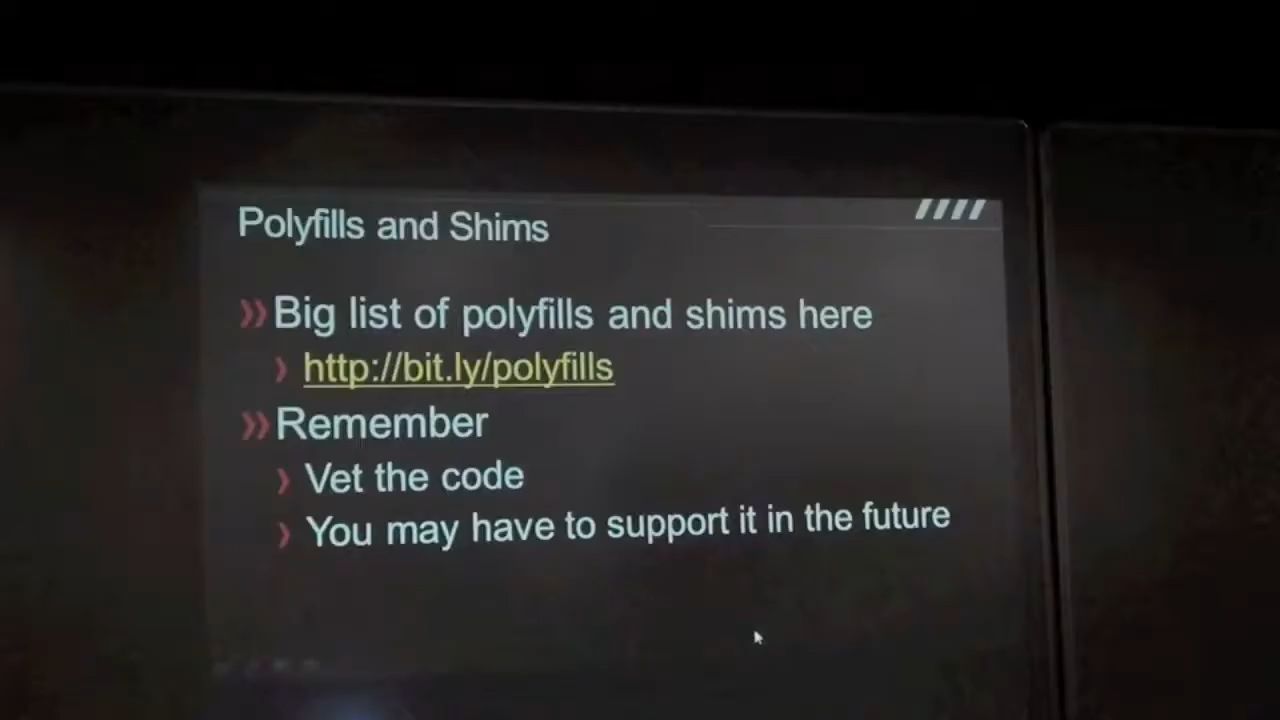 Polyfills and Shims
Big list of polyfills and shims here
http://bit.ly/polyfills
Remember
Vet the code
You may have to support it in the future